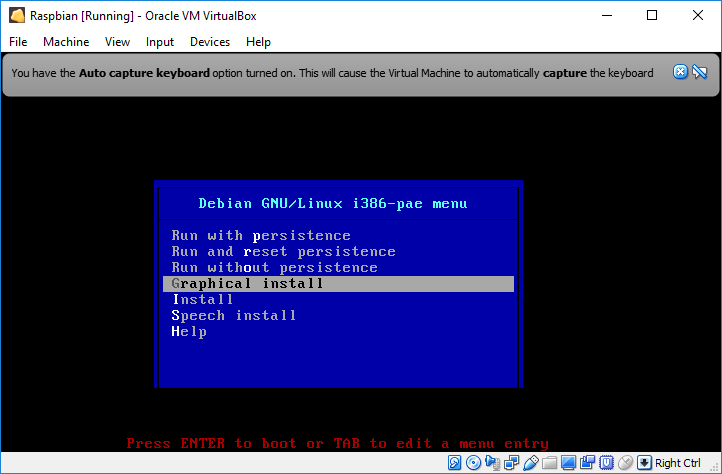 Raspbian [Running] - Oracle VM VirtualBox
File Machine View Input Devices Help
You have the Auto capture keyboard option turned on. This will cause the Virtual Machine to automatically capture the keyboard
Debian GNU/Linux i386-pae menu
Run with persistence
Run and reset persistence
Run without persistence
Graphical install
Install
Speech install
Help
Press ENTER to boot or TAB to edit a menu entry
Right Ctrl